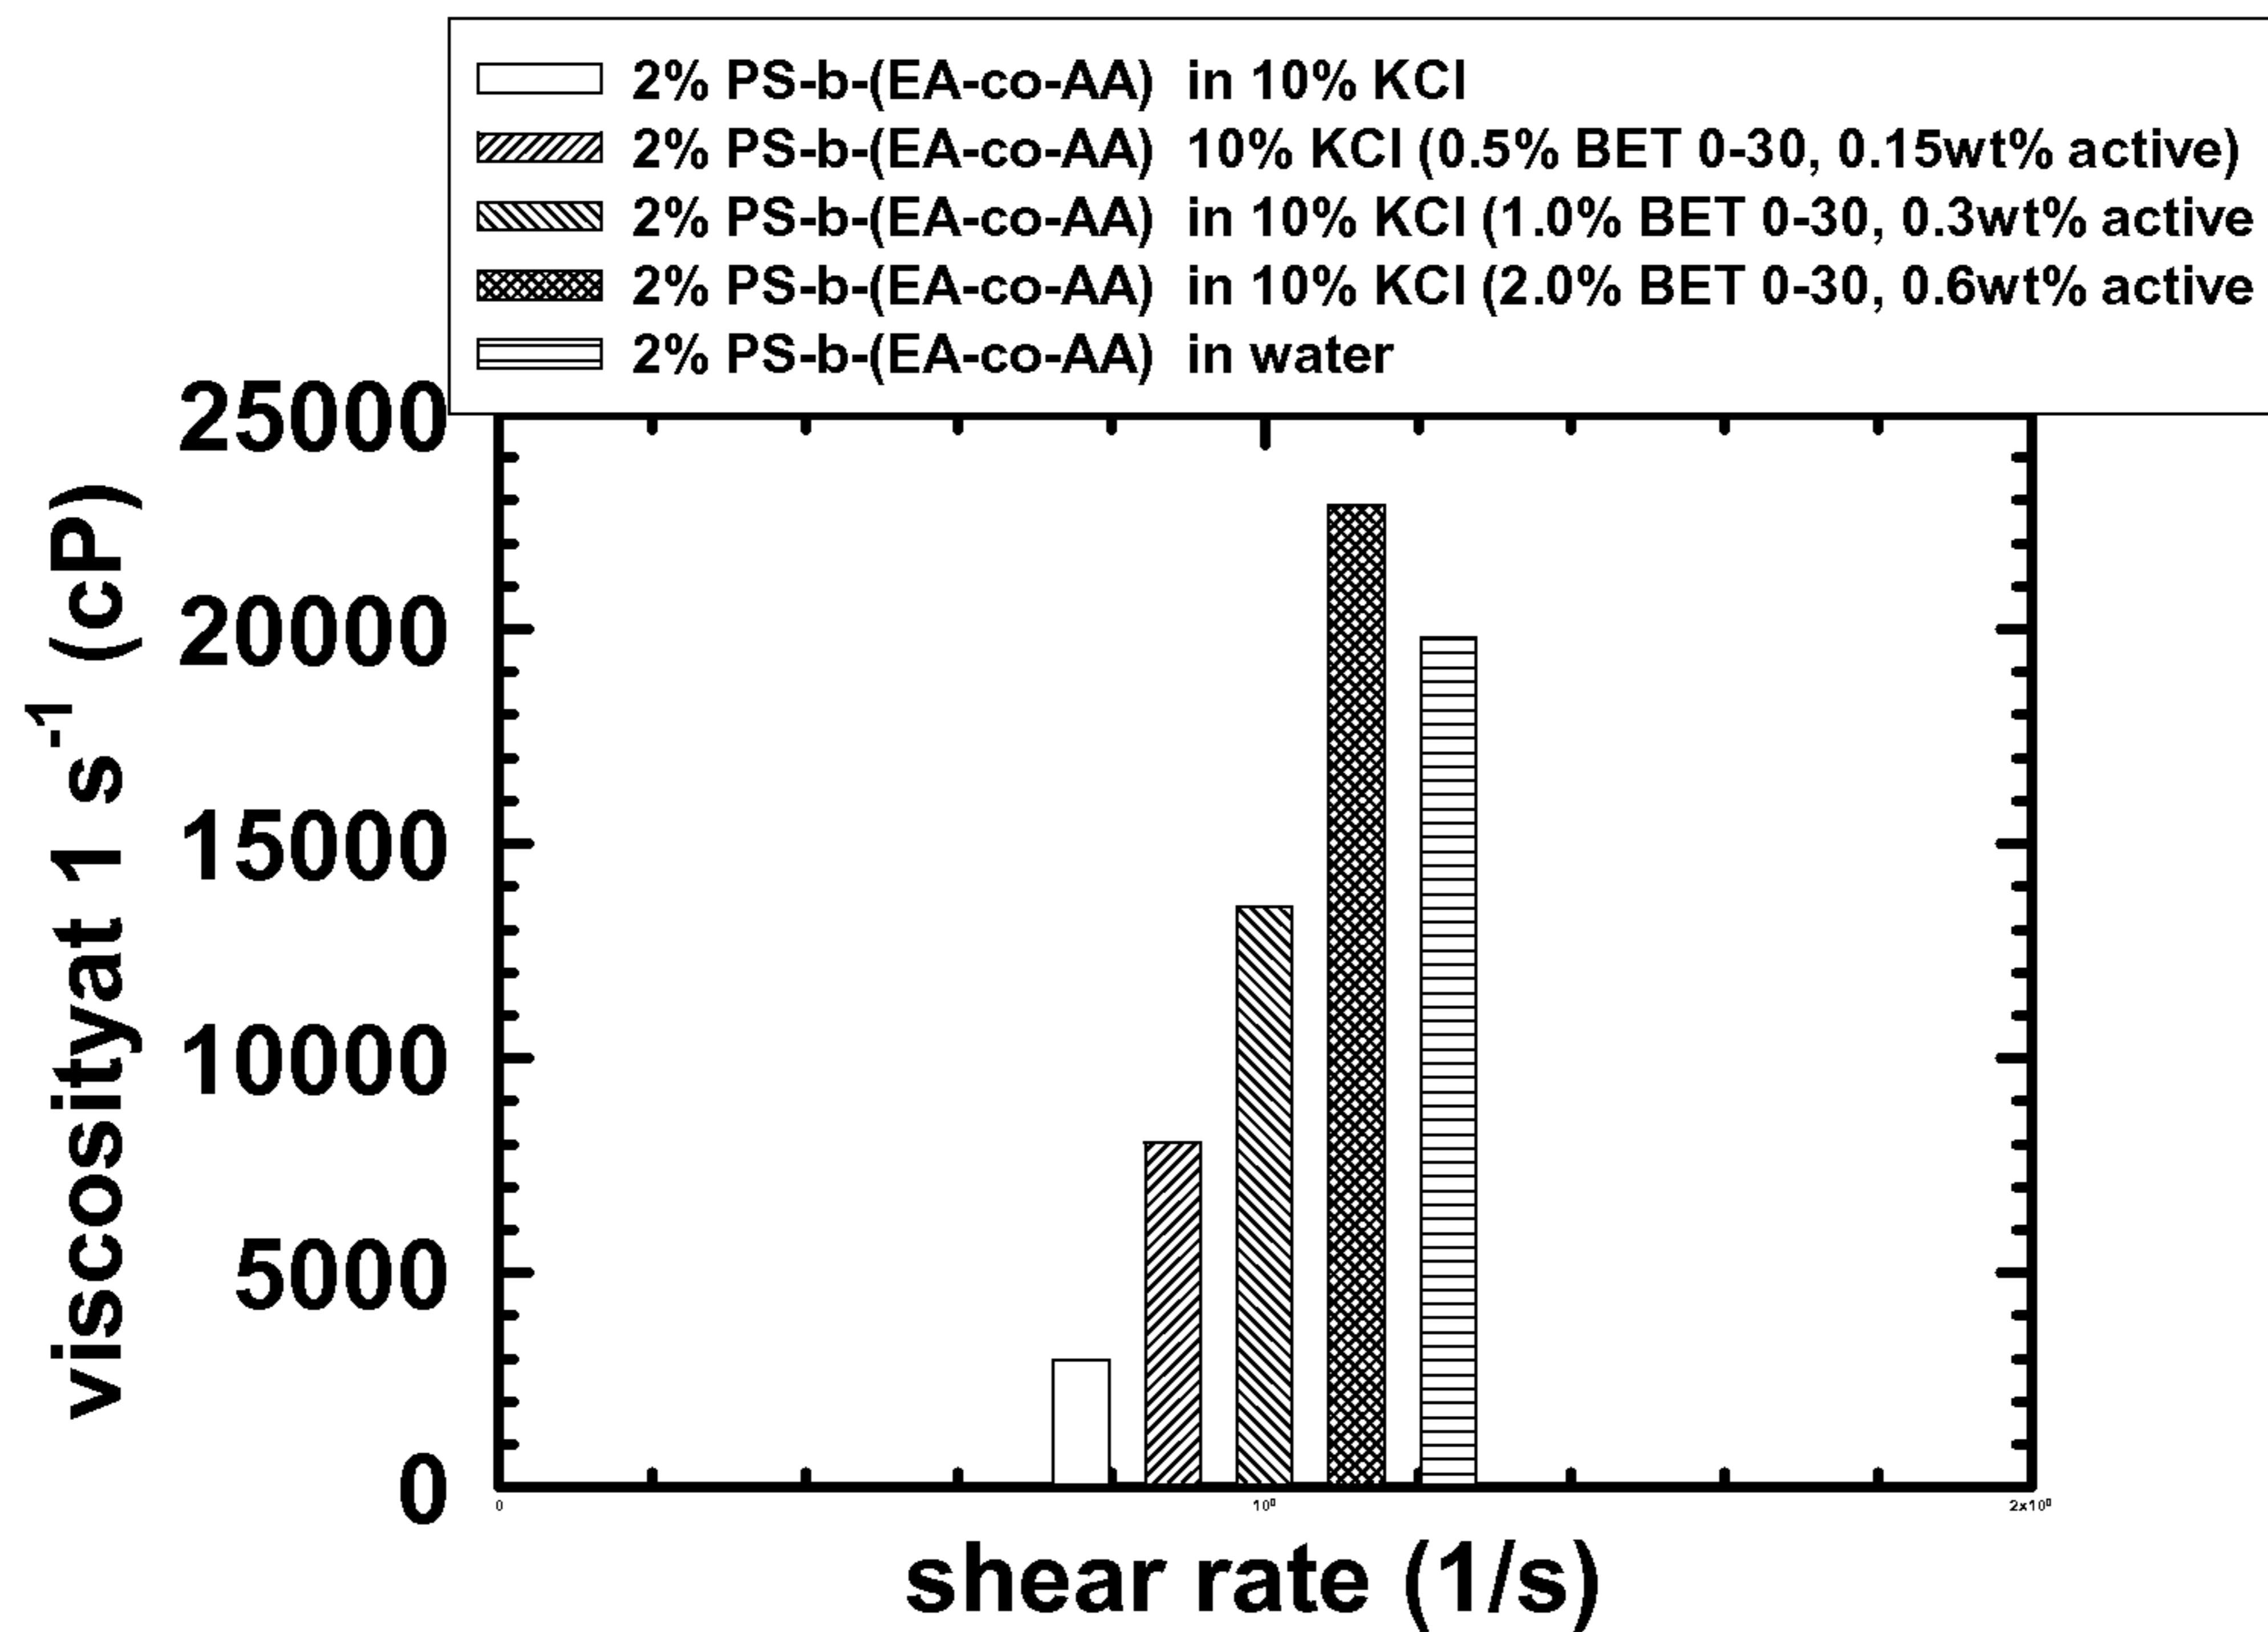 2% PS-b-(EA-co-AA) in 10% KCl
2% PS-b-(EA-co-AA) 10% KCl (0.5% BET 0-30, 0.15wt% active)
2% PS-b-(EA-co-AA) in 10% KCl (1.0% BET 0-30, 0.3wt% active
2% PS-b-(EA-co-AA) in 10% KCl (2.0% BET 0-30, 0.6wt% active
2% PS-b-(EA-co-AA) in water
25000
20000
15000
10000
5000
0
viscosityat 1 s⁻¹ (cP)
0 10⁰ 2x10⁰
shear rate (1/s)